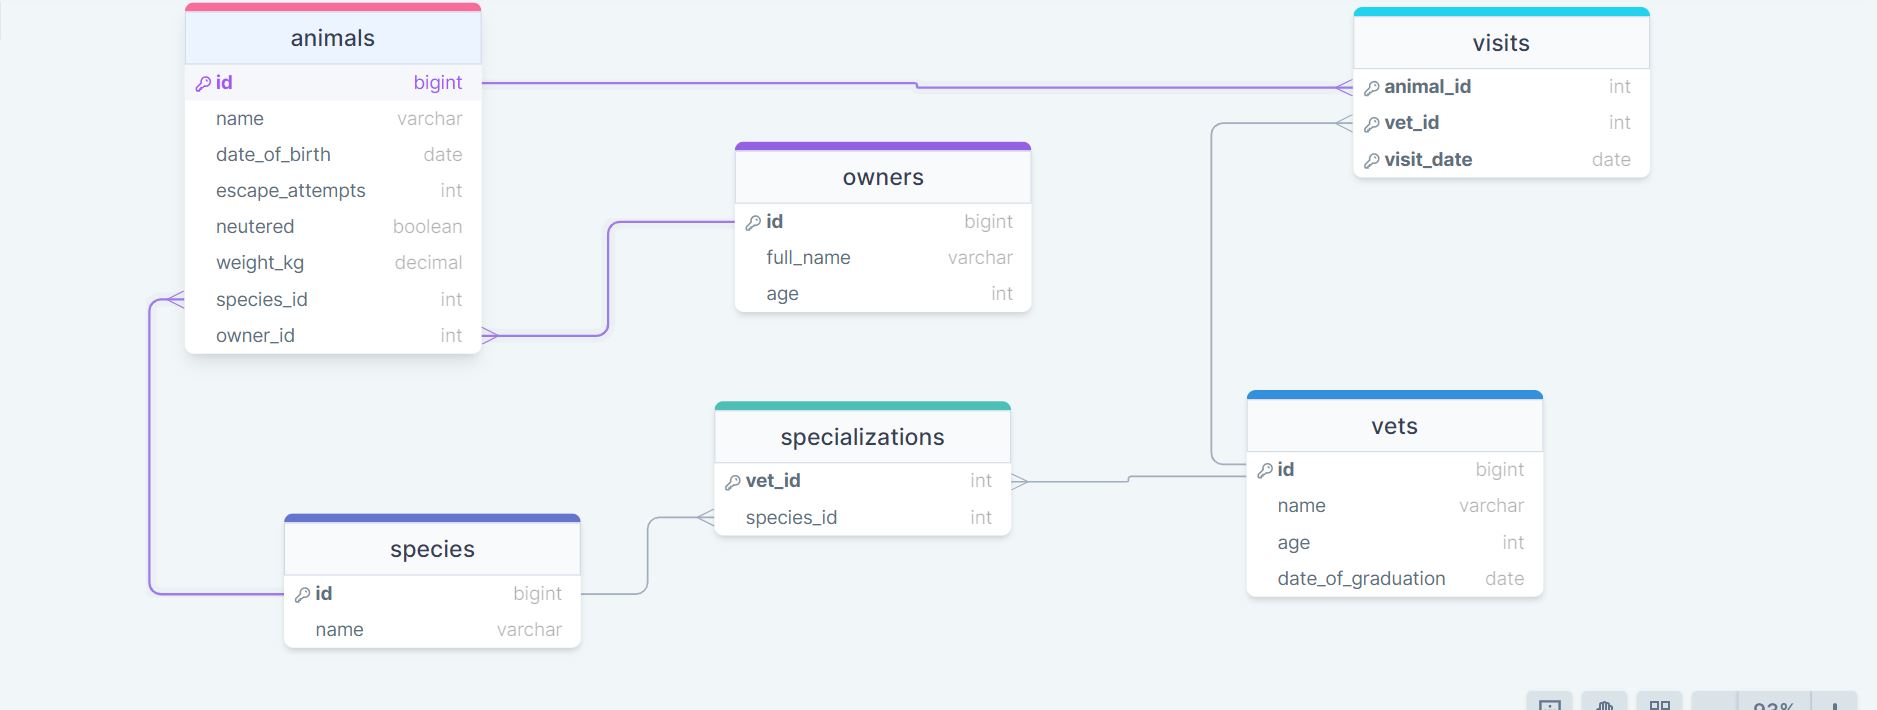 animals
id bigint
name varchar
date_of_birth date
escape_attempts int
neutered boolean
weight_kg decimal
species_id int
owner_id int
owners
id bigint
full_name varchar
age int
visits
animal_id int
vet_id int
visit_date date
specializations
vet_id int
species_id int
vets
id bigint
name varchar
age int
date_of_graduation date
species
id bigint
name varchar